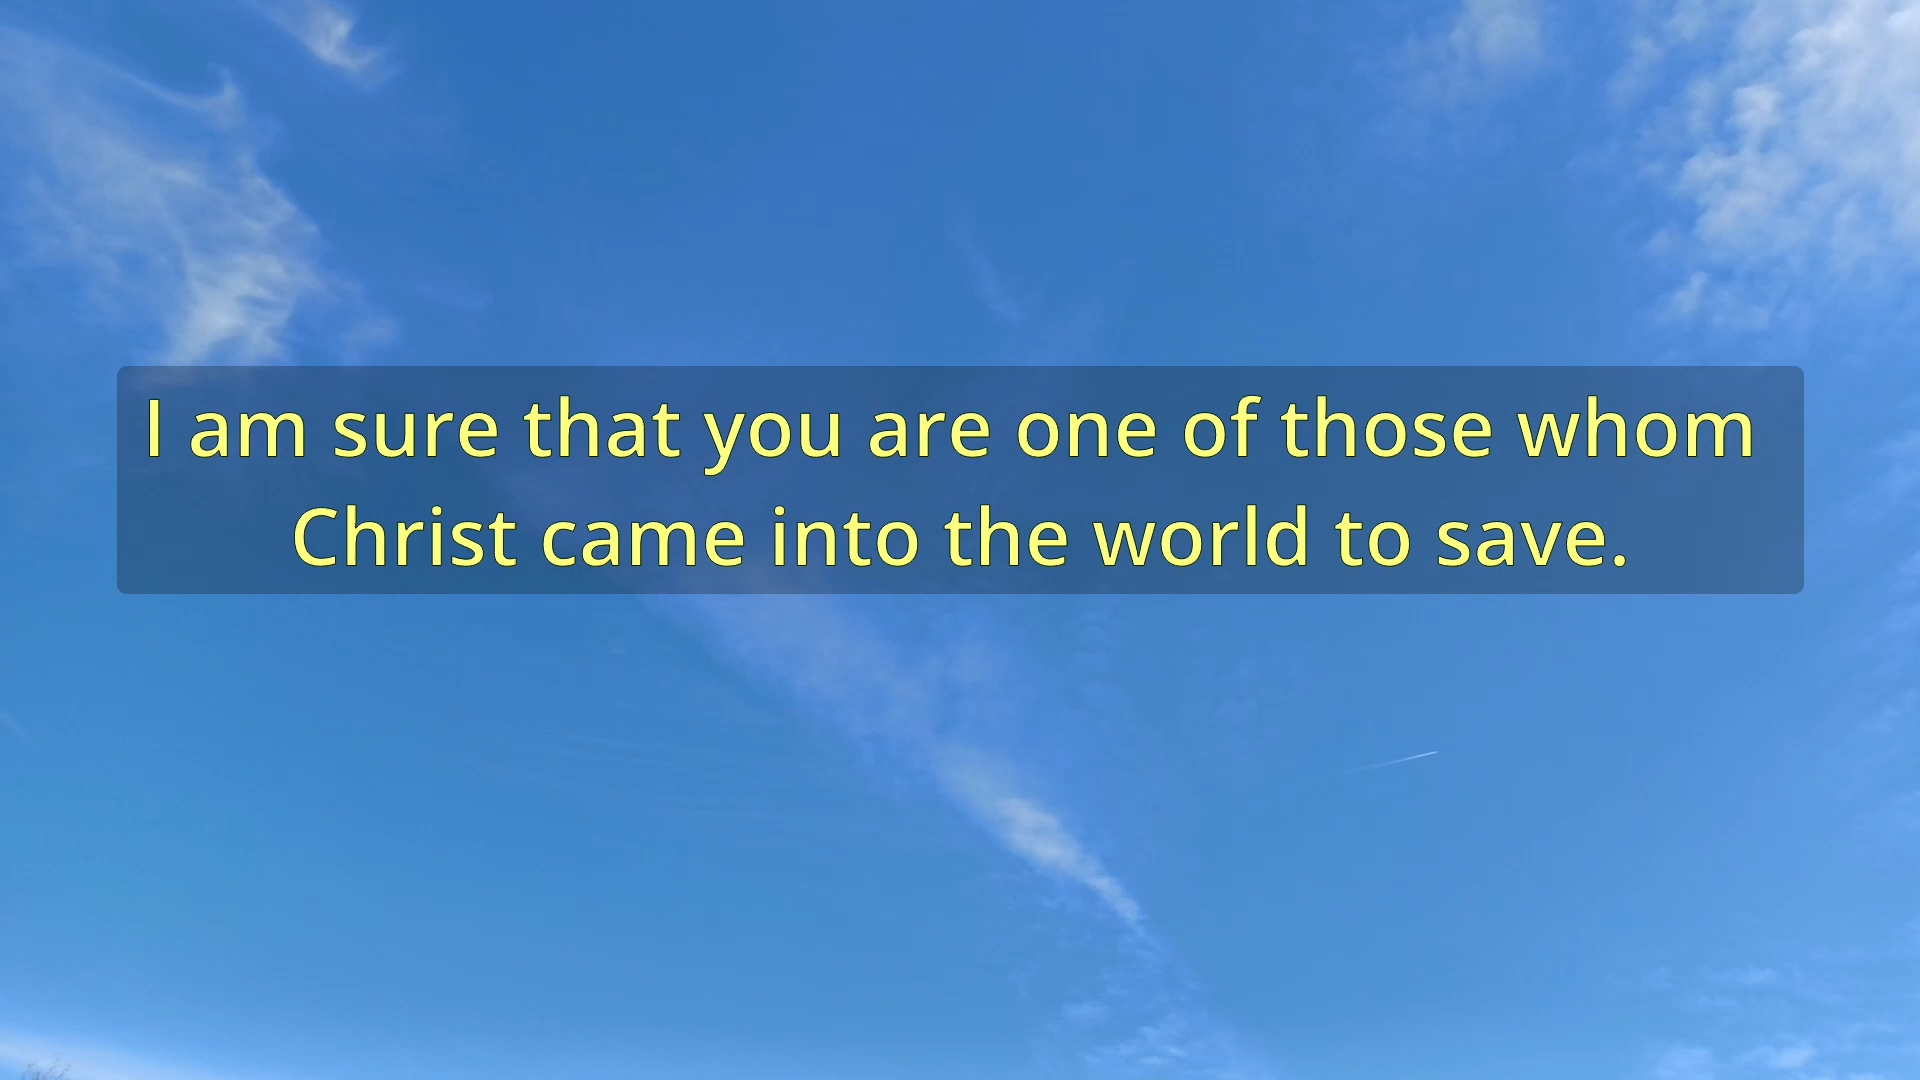 I am sure that you are one of those whom
Christ came into the world to save.